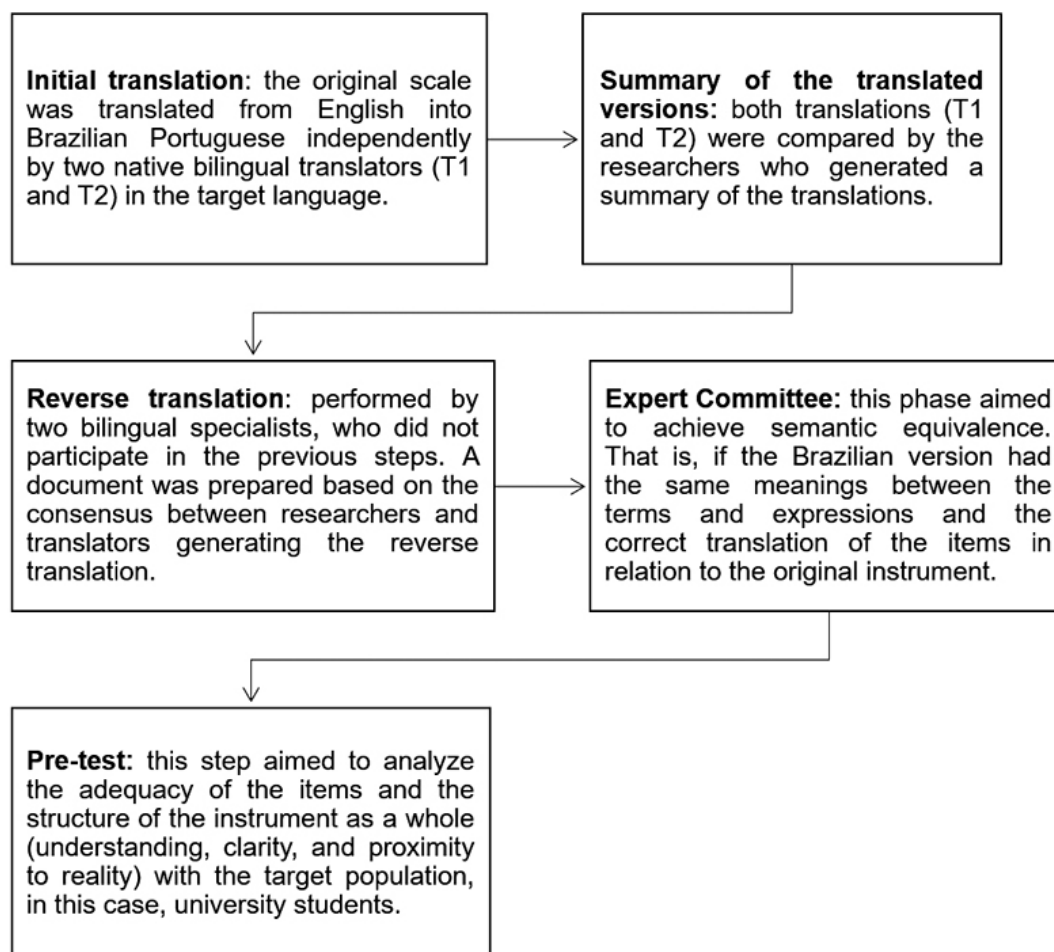 Initial translation: the original scale
was translated from English into
Brazilian Portuguese independently
by two native bilingual translators (T1
and T2) in the target language.
Summary of the translated
versions: both translations (T1
and T2) were compared by the
researchers who generated a
summary of the translations.
Reverse translation: performed by
two bilingual specialists, who did not
participate in the previous steps. A
document was prepared based on the
consensus between researchers and
translators generating the reverse
translation.
Expert Committee: this phase aimed
to achieve semantic equivalence.
That is, if the Brazilian version had
the same meanings between the
terms and expressions and the
correct translation of the items in
relation to the original instrument.
Pre-test: this step aimed to analyze
the adequacy of the items and the
structure of the instrument as a whole
(understanding, clarity, and proximity
to reality) with the target population,
in this case, university students.